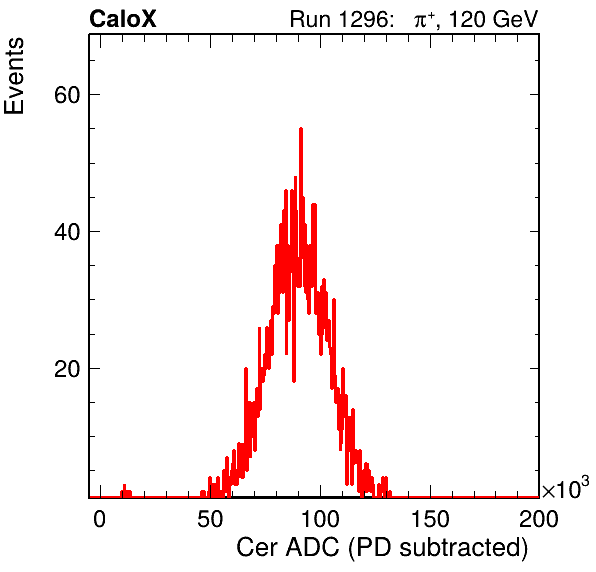 CaloX Run 1296: π⁺, 120 GeV
Events
60
40
20
0 50 100 150 200
×10³
Cer ADC (PD subtracted)